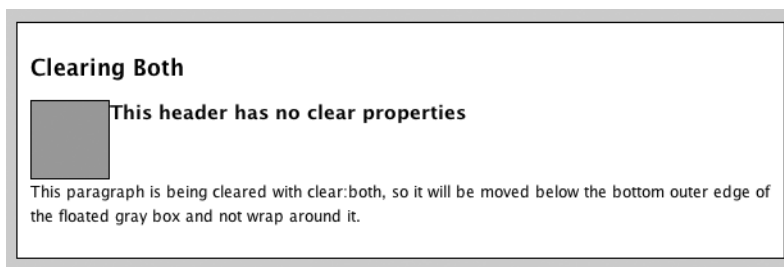 Clearing Both
This header has no clear properties
This paragraph is being cleared with clear:both, so it will be moved below the bottom outer edge of
the floated gray box and not wrap around it.